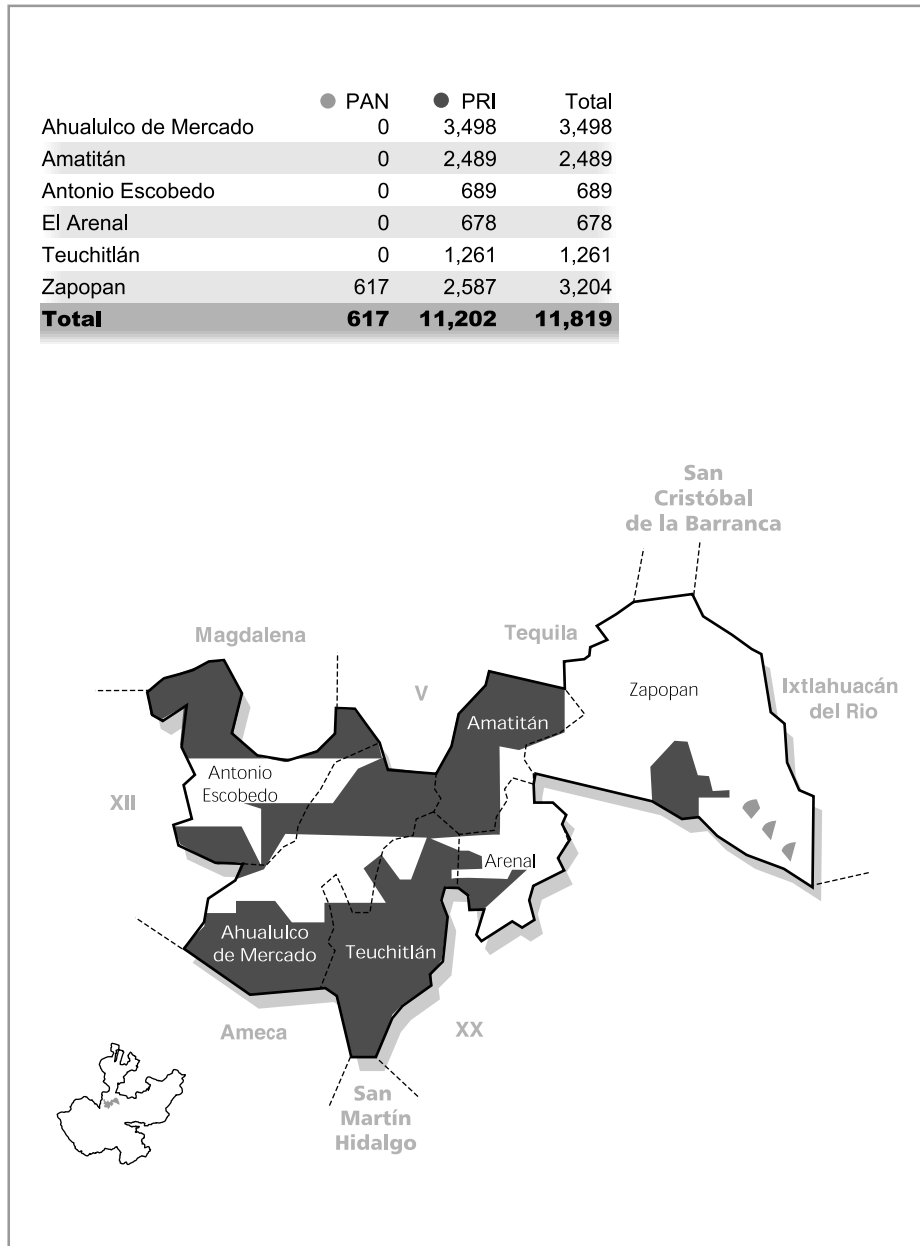 PAN PRI Total
Ahualulco de Mercado 0 3,498 3,498
Amatitán 0 2,489 2,489
Antonio Escobedo 0 689 689
El Arenal 0 678 678
Teuchitlán 0 1,261 1,261
Zapopan 617 2,587 3,204
Total 617 11,202 11,819
San
Cristóbal
de la Barranca
Magdalena
Tequila
V
Zapopan
Ixtlahuacán
del Rio
Amatitán
Antonio
Escobedo
XII
Arenal
Ahualulco
de Mercado
Teuchitlán
Ameca
XX
San
Martín
Hidalgo